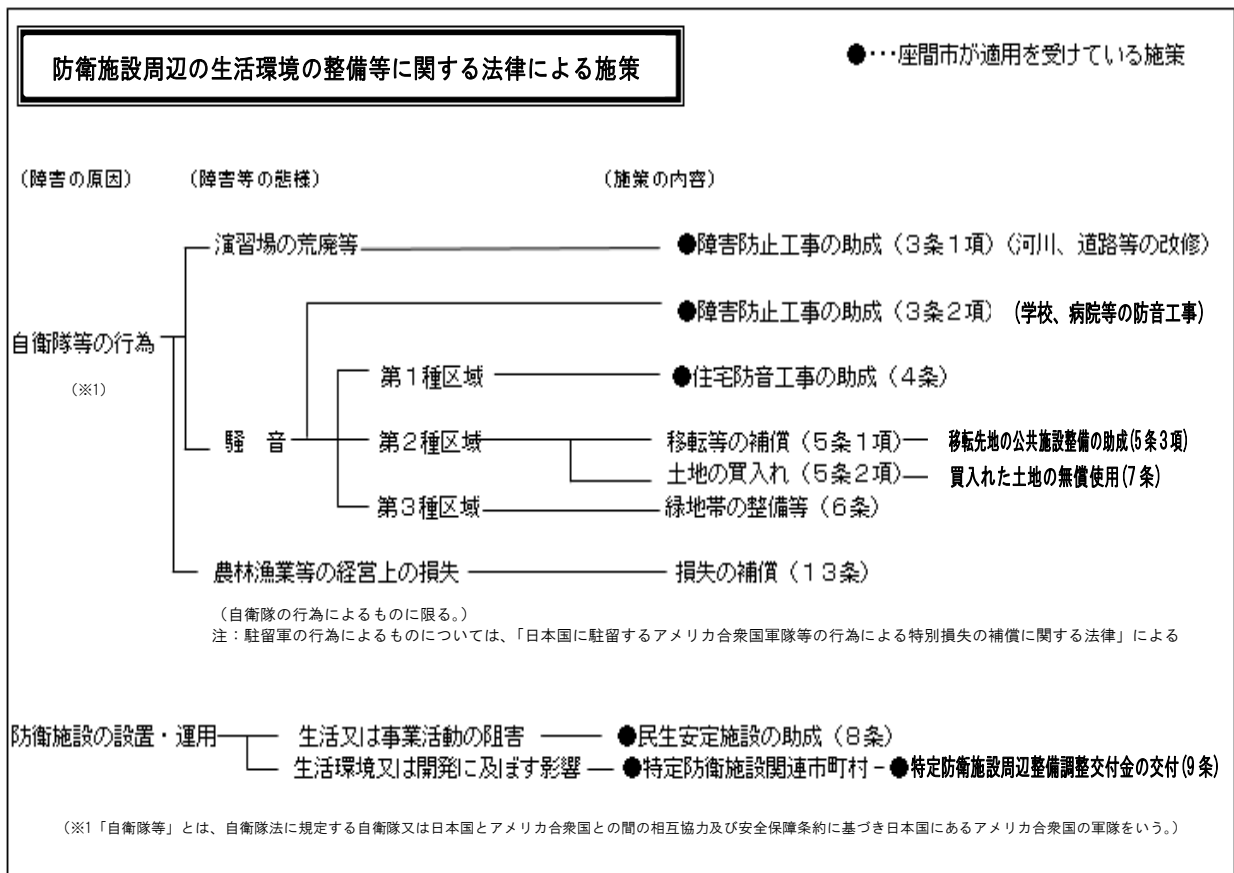 防衛施設周辺の生活環境の整備等に関する法律による施策
●･･･座間市が適用を受けている施策
（障害の原因）　（障害等の態様）　（施策の内容）
演習場の荒廃等　●障害防止工事の助成（３条１項）（河川、道路等の改修）
●障害防止工事の助成（３条２項）（学校、病院等の防音工事）
自衛隊等の行為
（※1）
第１種区域　●住宅防音工事の助成（４条）
騒　音　第２種区域　移転等の補償（５条１項）　移転先地の公共施設整備の助成(５条３項)
土地の買入れ（５条２項）　買入れた土地の無償使用(７条)
第３種区域　緑地帯の整備等（６条）
農林漁業等の経営上の損失　損失の補償（１３条）
（自衛隊の行為によるものに限る。）
注：駐留軍の行為によるものについては、「日本国に駐留するアメリカ合衆国軍隊等の行為による特別損失の補償に関する法律」による
防衛施設の設置・運用　生活又は事業活動の阻害　●民生安定施設の助成（８条）
生活環境又は開発に及ぼす影響　●特定防衛施設関連市町村－●特定防衛施設周辺整備調整交付金の交付(９条)
（※1「自衛隊等」とは、自衛隊法に規定する自衛隊又は日本国とアメリカ合衆国との間の相互協力及び安全保障条約に基づき日本国にあるアメリカ合衆国の軍隊をいう。）